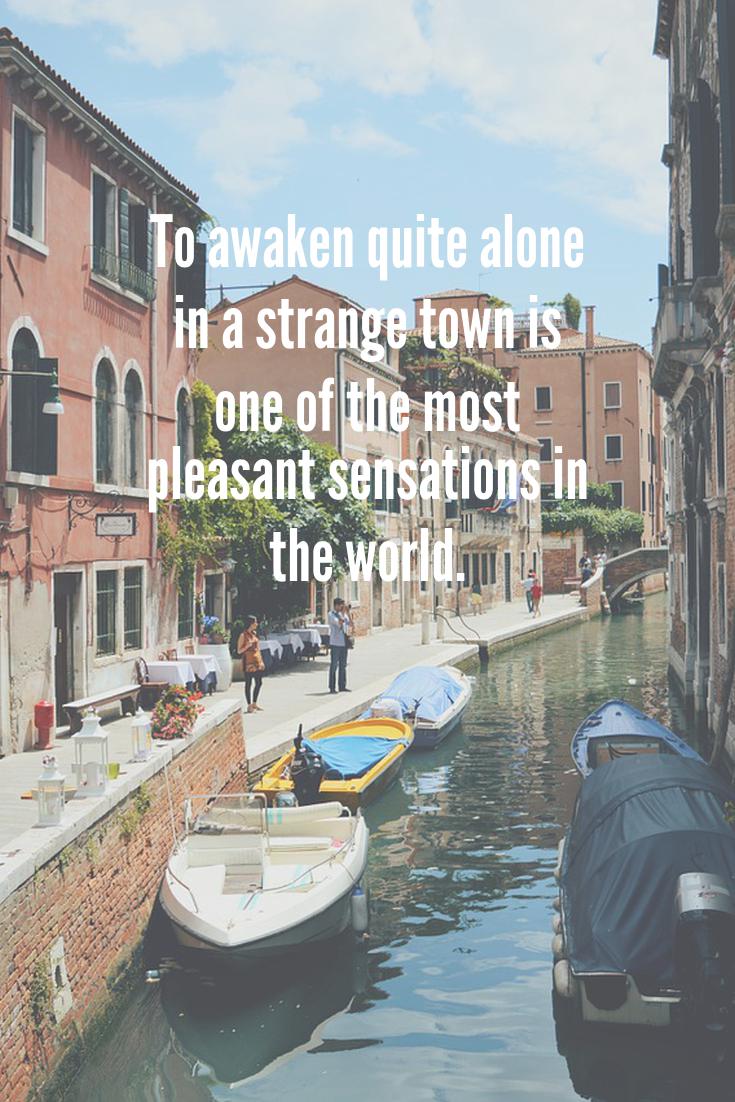 To awaken quite alone
in a strange town is
one of the most
pleasant sensations in
the world.